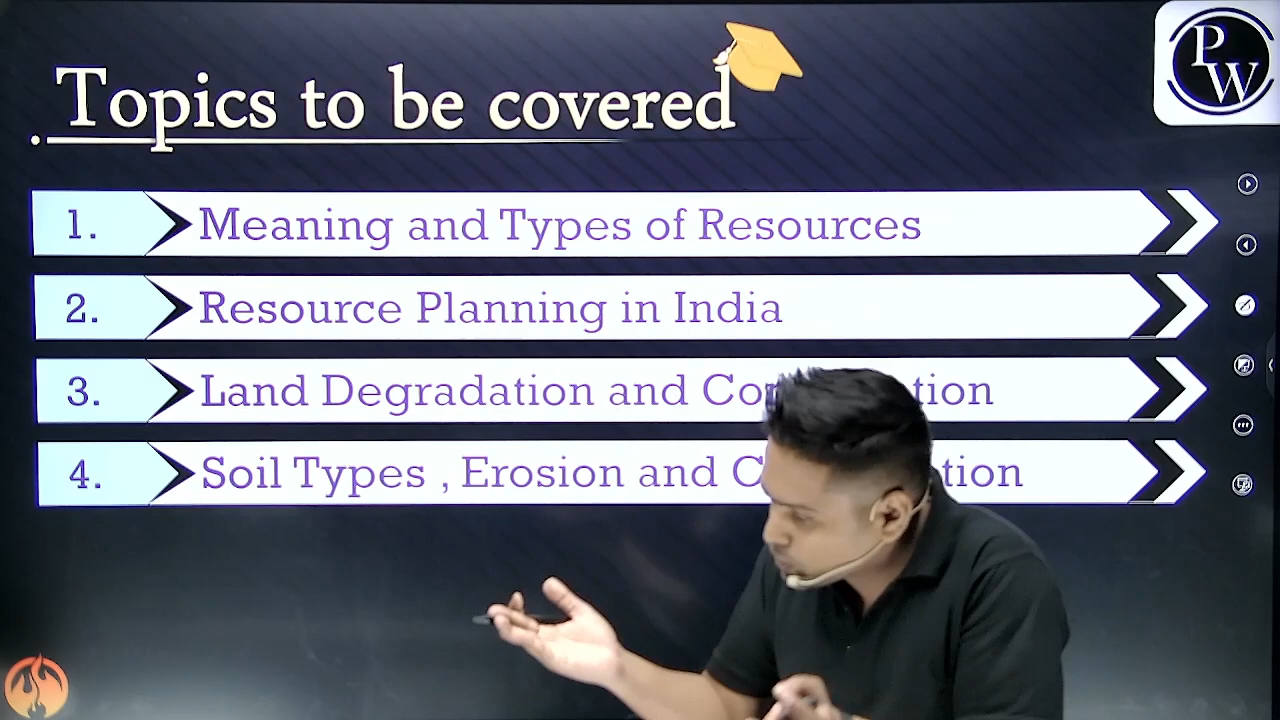 Topics to be covered
PW
1. Meaning and Types of Resources
2. Resource Planning in India
3. Land Degradation and Co tion
4. Soil Types , Erosion and C tion